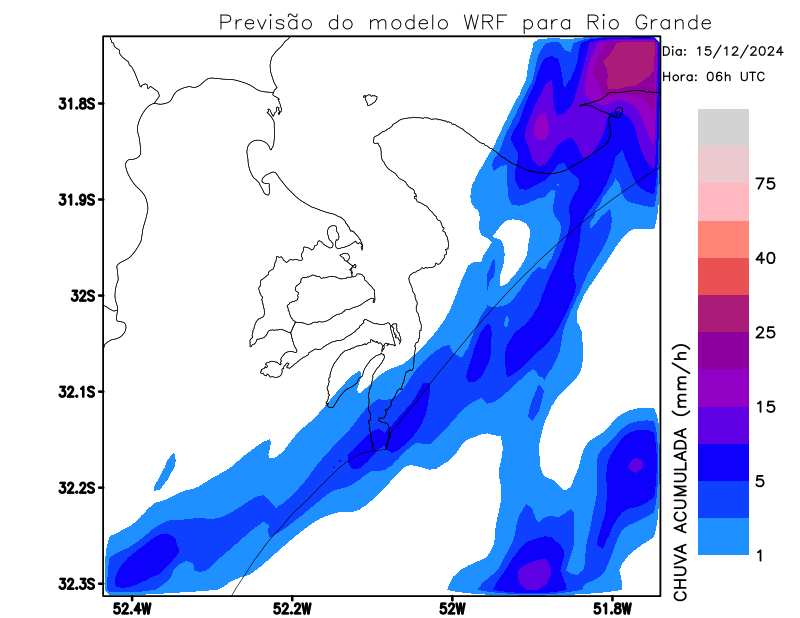 Previsão do modelo WRF para Rio Grande
Dia: 15/12/2024
Hora: 06h UTC
31.8S
31.9S
32S
32.1S
32.2S
32.3S
52.4W
52.2W
52W
51.8W
75
40
25
15
5
1
CHUVA ACUMULADA (mm/h)